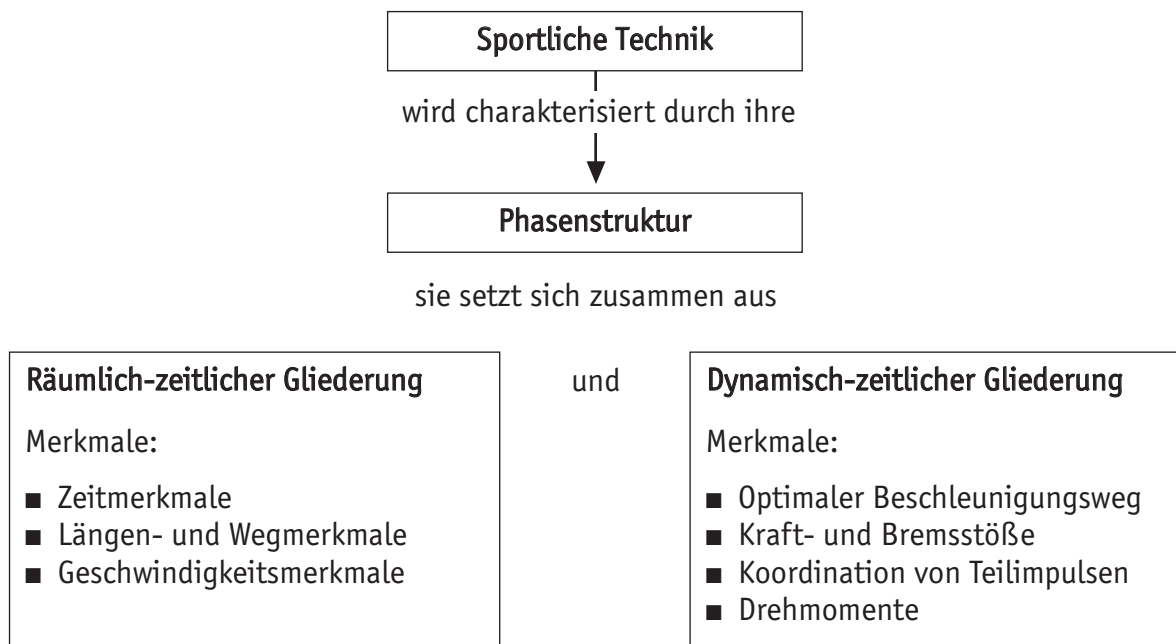 Sportliche Technik
wird charakterisiert durch ihre
Phasenstruktur
sie setzt sich zusammen aus
Räumlich-zeitlicher Gliederung
Merkmale:
■ Zeitmerkmale
■ Längen- und Wegmerkmale
■ Geschwindigkeitsmerkmale
und
Dynamisch-zeitlicher Gliederung
Merkmale:
■ Optimaler Beschleunigungsweg
■ Kraft- und Bremsstöße
■ Koordination von Teilimpulsen
■ Drehmomente